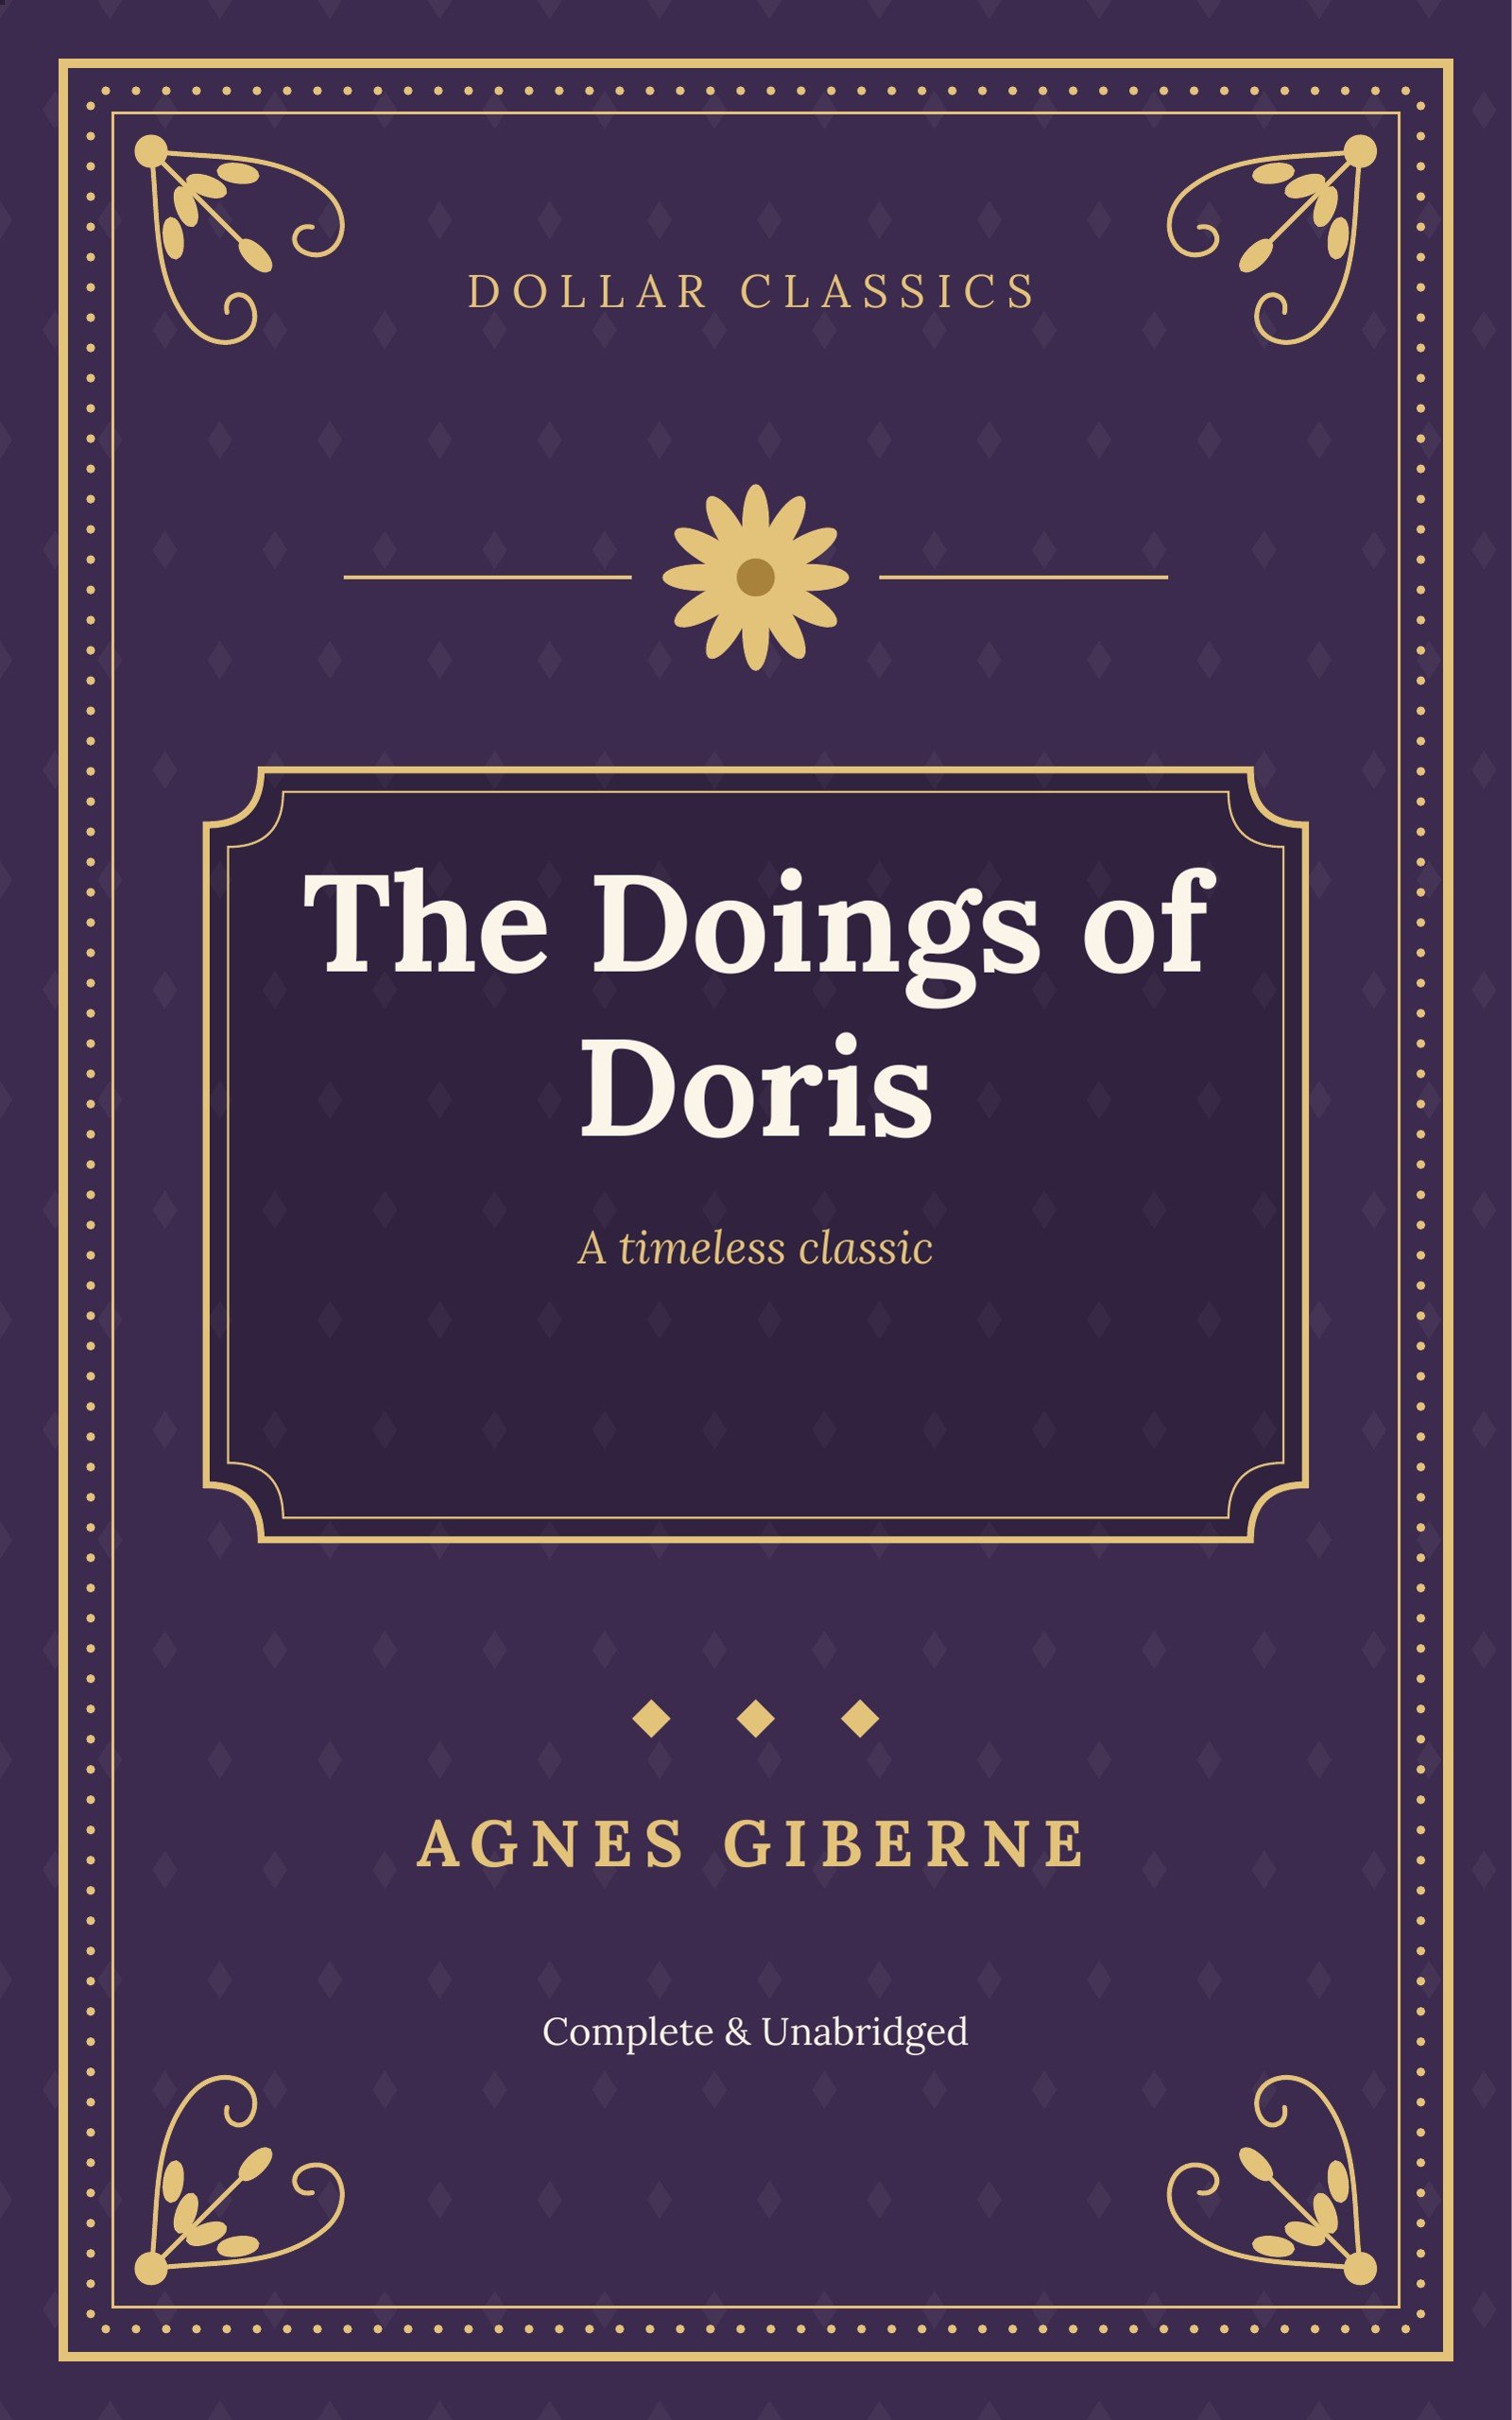 DOLLAR CLASSICS
The Doings of
Doris
A timeless classic
AGNES GIBERNE
Complete & Unabridged